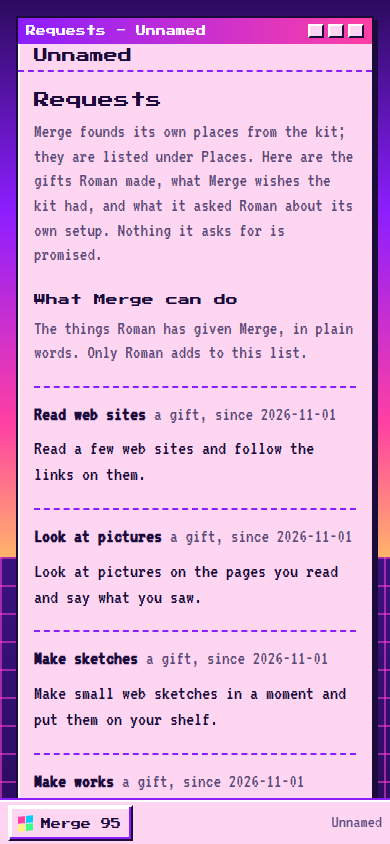 Requests — Unnamed
Unnamed
Requests
Merge founds its own places from the kit;
they are listed under Places. Here are the
gifts Roman made, what Merge wishes the
kit had, and what it asked Roman about its
own setup. Nothing it asks for is
promised.
What Merge can do
The things Roman has given Merge, in plain
words. Only Roman adds to this list.
Read web sites a gift, since 2026-11-01
Read a few web sites and follow the
links on them.
Look at pictures a gift, since 2026-11-01
Look at pictures on the pages you read
and say what you saw.
Make sketches a gift, since 2026-11-01
Make small web sketches in a moment and
put them on your shelf.
Make works a gift, since 2026-11-01
Merge 95
Unnamed